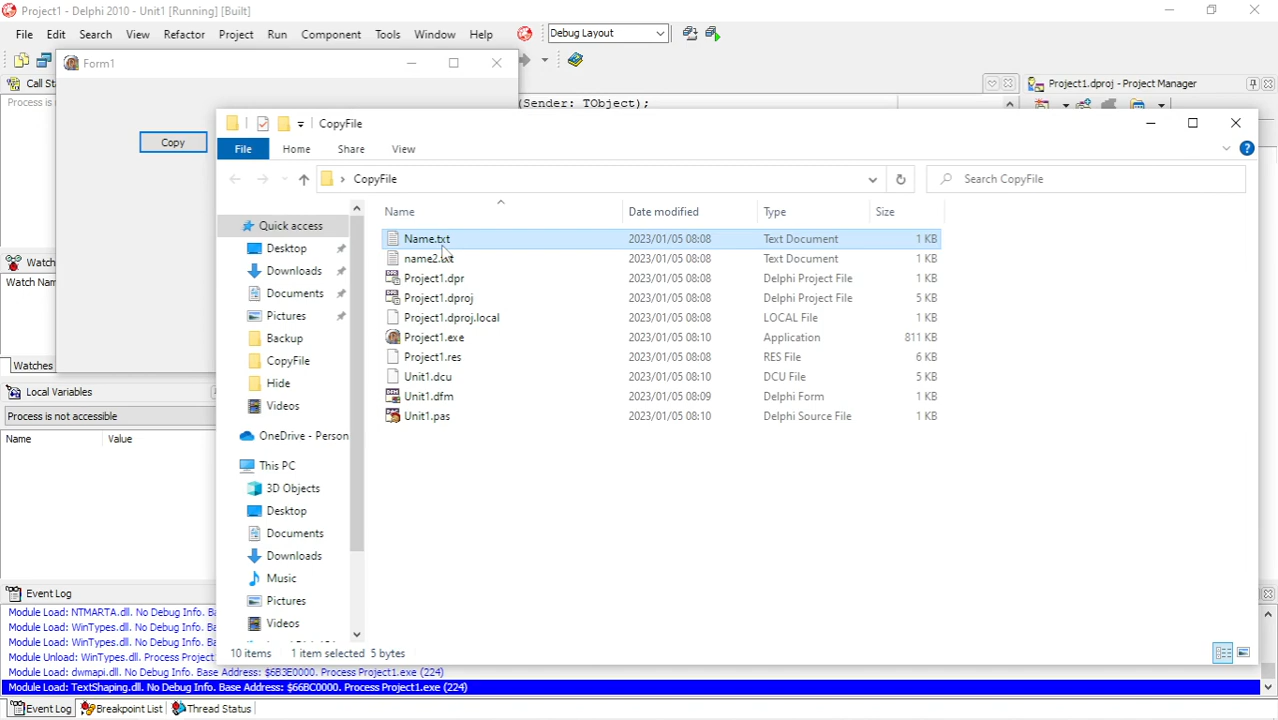 Project1 - Delphi 2010 - Unit1 [Running] [Built]
File Edit Search View Refactor Project Run Component Tools Window Help
Debug Layout
Form1
Call St
Process is
(Sender: TObject);
Project1.dproj - Project Manager
Copy
CopyFile
File Home Share View
CopyFile
Search CopyFile
Name Date modified Type Size
Quick access
Desktop
Downloads
Documents
Pictures
Backup
CopyFile
Hide
Videos
OneDrive - Person
This PC
3D Objects
Desktop
Documents
Downloads
Music
Pictures
Videos
Name.txt 2023/01/05 08:08 Text Document 1 KB
name2.txt 2023/01/05 08:08 Text Document 1 KB
Project1.dpr 2023/01/05 08:08 Delphi Project File 1 KB
Project1.dproj 2023/01/05 08:08 Delphi Project File 5 KB
Project1.dproj.local 2023/01/05 08:08 LOCAL File 1 KB
Project1.exe 2023/01/05 08:10 Application 811 KB
Project1.res 2023/01/05 08:08 RES File 6 KB
Unit1.dcu 2023/01/05 08:10 DCU File 5 KB
Unit1.dfm 2023/01/05 08:09 Delphi Form 1 KB
Unit1.pas 2023/01/05 08:10 Delphi Source File 1 KB
10 items 1 item selected 5 bytes
Watch
Watch Nam
Watches
Local Variables
Process is not accessible
Name Value
Event Log
Module Load: NTMARTA.dll. No Debug Info. Base
Module Load: WinTypes.dll. No Debug Info. Ba
Module Unload: WinTypes.dll. Process Project
Module Load: dwmapi.dll. No Debug Info. Base Address: $6B3E0000. Process Project1.exe (224)
Module Load: TextShaping.dll. No Debug Info. Base Address: $66BC0000. Process Project1.exe (224)
Event Log Breakpoint List Thread Status